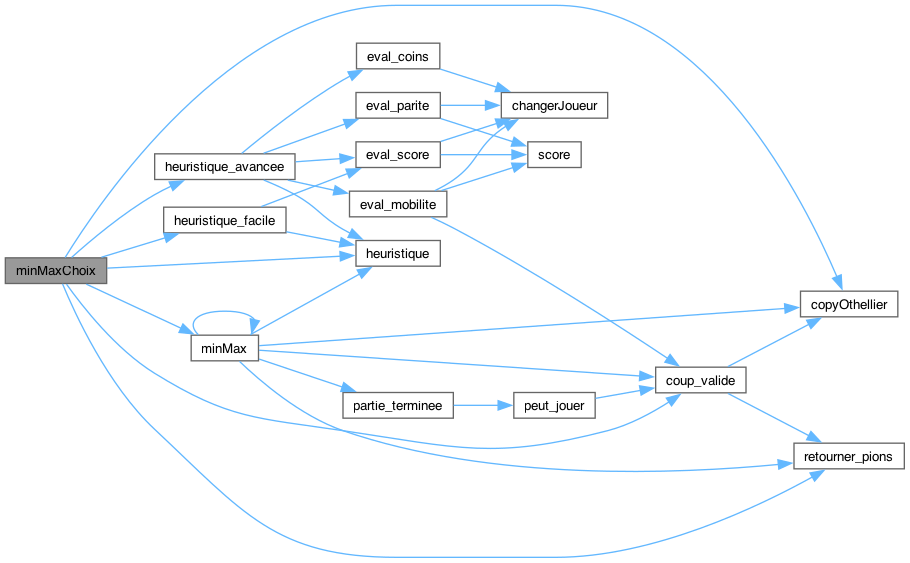 eval_coins
eval_parite
changerJoueur
eval_score
score
heuristique_avancee
eval_mobilite
heuristique_facile
heuristique
minMaxChoix
copyOthellier
minMax
coup_valide
partie_terminee
peut_jouer
retourner_pions